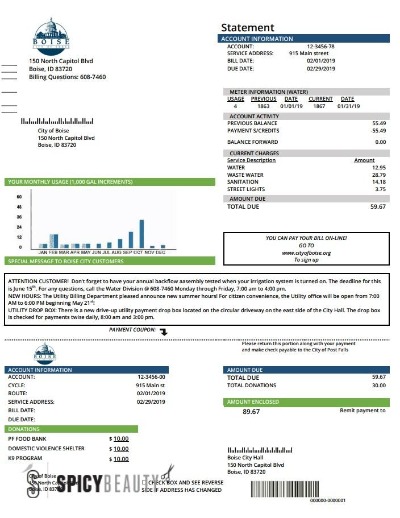 BOISE
150 North Capitol Blvd
Boise, ID 83720
Billing Questions: 608-7460
City of Boise
150 North Capitol Blvd
Boise, ID 83720
Statement
ACCOUNT INFORMATION
ACCOUNT: 12-3456-78
SERVICE ADDRESS: 915 Main street
BILL DATE: 02/01/2019
DUE DATE: 02/29/2019
METER INFORMATION (WATER)
USAGE PREVIOUS DATE CURRENT DATE
4 1863 01/01/19 1867 01/31/19
ACCOUNT ACTIVITY
PREVIOUS BALANCE 55.49
PAYMENT S/CREDITS -55.49
BALANCE FORWARD 0.00
CURRENT CHARGES
Service Description Amount
WATER 12.95
WASTE WATER 28.79
SANITATION 14.18
STREET LIGHTS 3.75
AMOUNT DUE
TOTAL DUE 59.67
YOUR MONTHLY USAGE (1,000 GAL INCREMENTS)
60
48
36
24
12
0
JAN FEB MAR APR MAY JUN JUL AUG SEP OCT NOV DEC
SPECIAL MESSAGE TO BOISE CITY CUSTOMERS
YOU CAN PAY YOUR BILL ON-LINE!
GO TO
www.cityofboise.org
To sign up
ATTENTION CUSTOMER! Don't forget to have your annual backflow assembly tested when your irrigation system is turned on. The deadline for this
is June 15th. For any questions, call the Water Division @ 608-7460 Monday through Friday, 7:00 am to 4:00 pm.
NEW HOURS: The Utility Billing Department pleased announce new summer hours! For citizen convenience, the Utility office will be open from 7:00
AM to 6:00 PM beginning May 21st!
UTILITY DROP BOX: There is a new drive-up utility payment drop box located on the circular driveway on the east side of the City Hall. The drop box
is checked for payments twice daily, 8:00 am and 3:00 pm.
PAYMENT COUPON:
BOISE
Please return this portion along with your payment
and make check payable to the City of Post Falls
ACCOUNT INFORMATION
ACCOUNT: 12-3456-00
CYCLE: 915 Main st
ROUTE: 02/01/2019
SERVICE ADDRESS: 02/29/2019
BILL DATE:
DUE DATE:
DONATIONS
PF FOOD BANK $ 10.00
DOMESTIC VIOLENCE SHELTER $ 10.00
K9 PROGRAM $ 10.00
AMOUNT DUE
TOTAL DUE 59.67
TOTAL DONATIONS 30.00
AMOUNT ENCLOSED
89.67 Remit payment to
Boise City Hall
150 North Capitol Blvd
Boise, ID 83720
City of Boise
150 North Capitol Blvd
Boise, ID 83720
SPICYBEAUTY
CHECK BOX AND SEE REVERSE
SIDE IF ADDRESS HAS CHANGED
000000-0000001